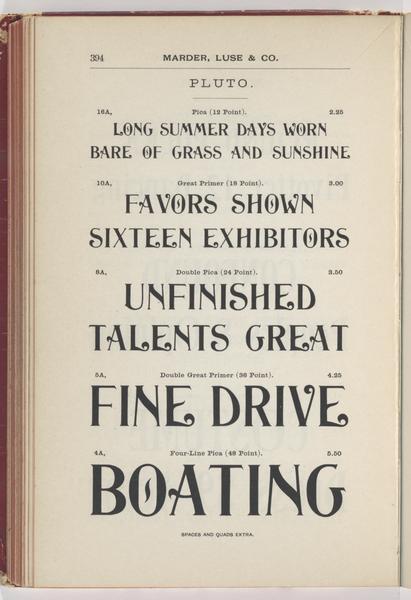 394 MARDER, LUSE & CO.
PLUTO.
16A, Pica (12 Point). 2.25
LONG SUMMER DAYS WORN
BARE OF GRASS AND SUNSHINE
10A, Great Primer (18 Point). 3.00
FAVORS SHOWN
SIXTEEN EXHIBITORS
8A, Double Pica (24 Point). 3.50
UNFINISHED
TALENTS GREAT
5A, Double Great Primer (36 Point). 4.25
FINE DRIVE
4A, Four-Line Pica (48 Point). 5.50
BOATING
SPACES AND QUADS EXTRA.